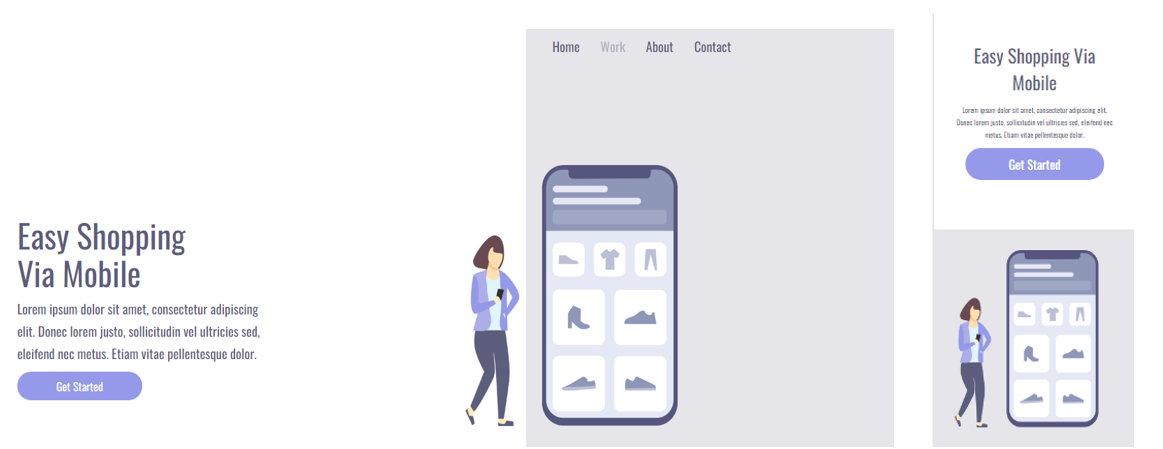 Home Work About Contact
Easy Shopping
Via Mobile
Lorem ipsum dolor sit amet, consectetur adipiscing
elit. Donec lorem justo, sollicitudin vel ultricies sed,
eleifend nec metus. Etiam vitae pellentesque dolor.
Get Started
Easy Shopping Via
Mobile
Lorem ipsum dolor sit amet, consectetur adipiscing elit.
Donec lorem justo, sollicitudin vel ultricies sed, eleifend nec
metus. Etiam vitae pellentesque dolor.
Get Started